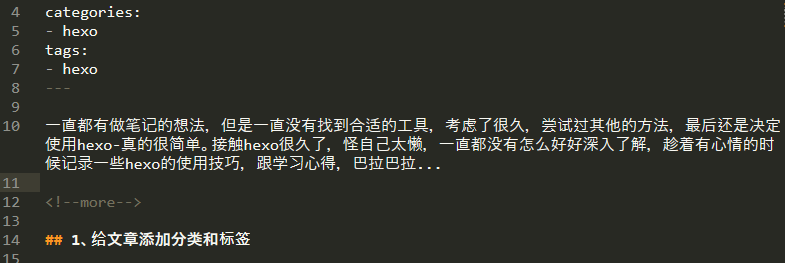 4 categories:
5 - hexo
6 tags:
7 - hexo
8 ---
9
10 一直都有做笔记的想法, 但是一直没有找到合适的工具, 考虑了很久, 尝试过其他的方法, 最后还是决定
使用hexo-真的很简单。接触hexo很久了, 怪自己太懒, 一直都没有怎么好好深入了解, 趁着有心情的时
候记录一些hexo的使用技巧, 跟学习心得, 巴拉巴拉...
11
12 <!--more-->
13
14 ## 1、给文章添加分类和标签
15